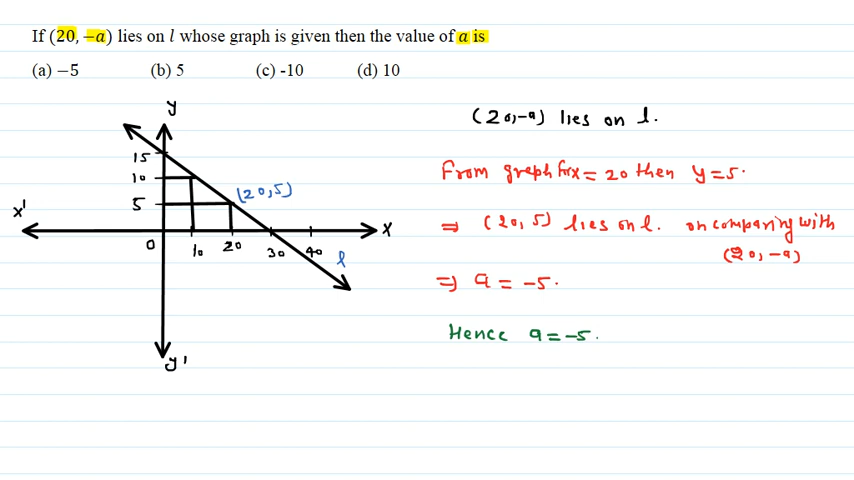 If (20, −a) lies on l whose graph is given then the value of a is
(a) −5 (b) 5 (c) -10 (d) 10
y
15
10
5
(20,5)
x'
x
0
10
20
30
40
l
y'
(20,-a) lies on l.
From graph for x = 20 then y = 5.
⇒ (20, 5) lies on l. on comparing with
(20, -a)
⇒ a = -5.
Hence a = -5.